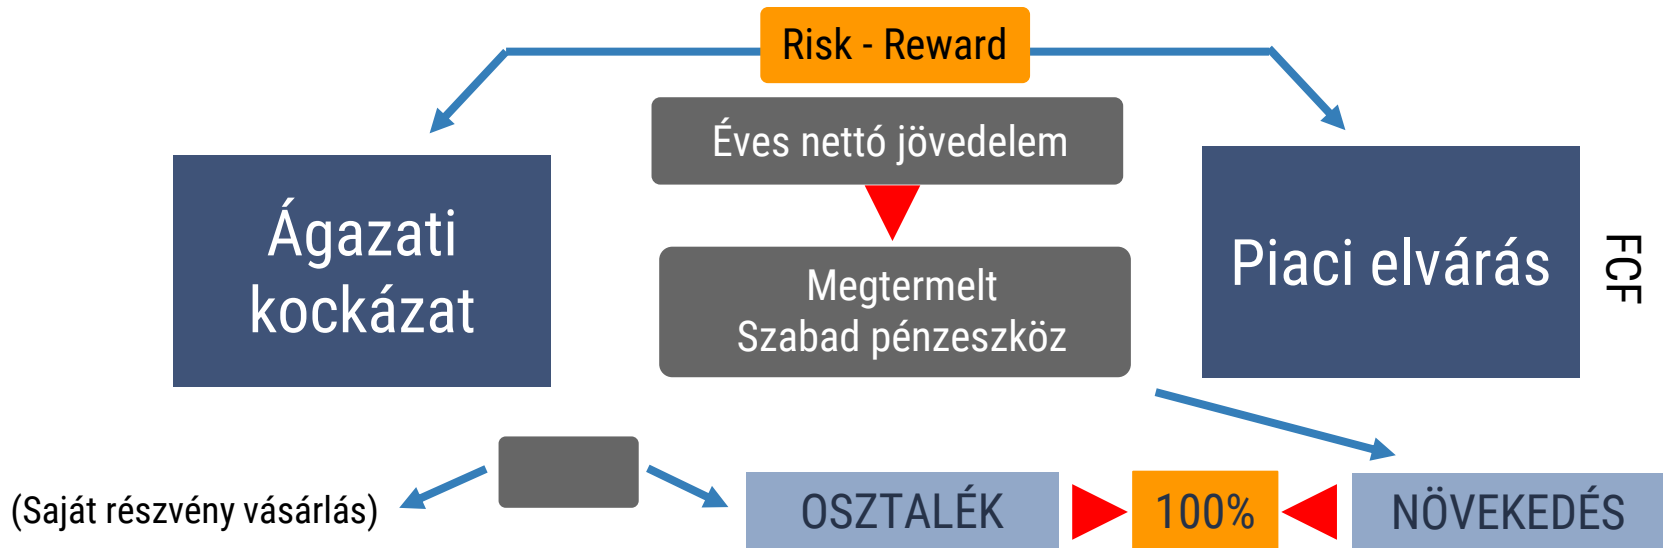 Risk - Reward
Éves nettó jövedelem
Ágazati
kockázat
Megtermelt
Szabad pénzeszköz
Piaci elvárás
FCF
(Saját részvény vásárlás)
OSZTALÉK
100%
NÖVEKEDÉS